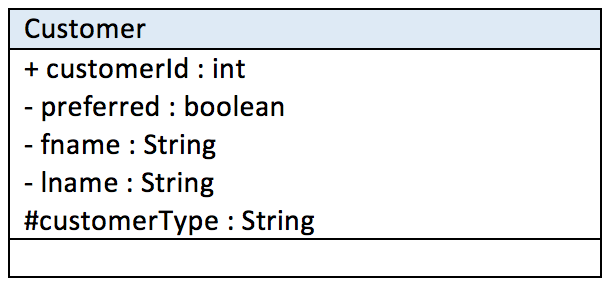 Customer
+ customerId : int
- preferred : boolean
- fname : String
- lname : String
#customerType : String